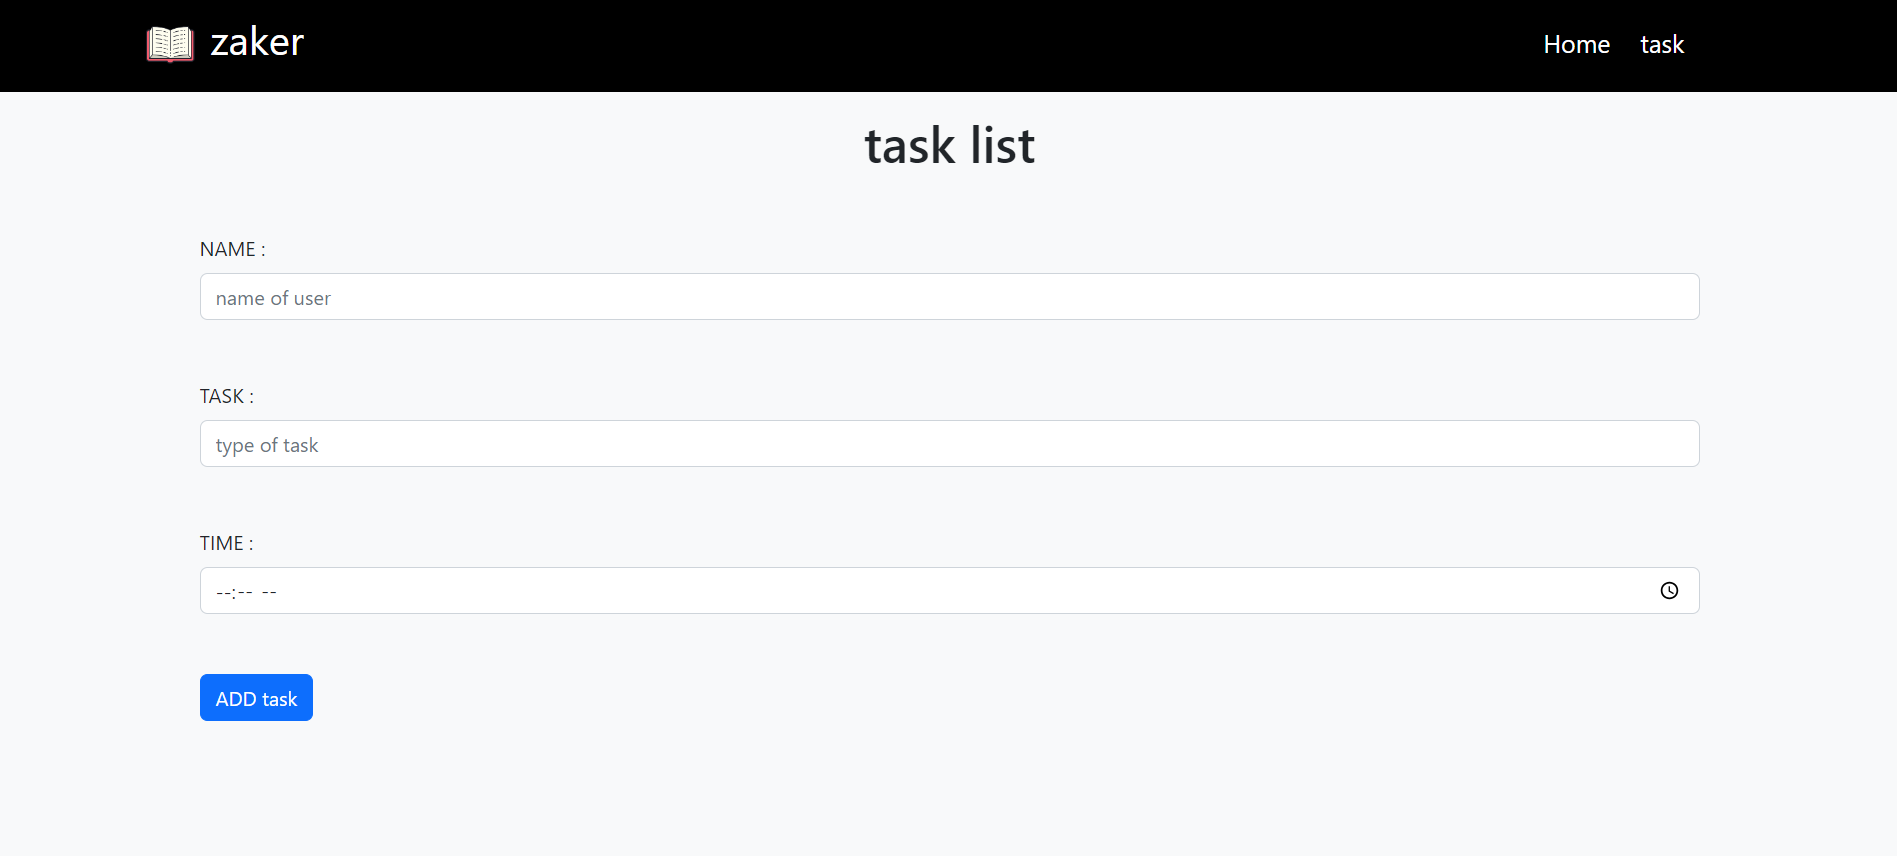 zaker
Home task
task list
NAME :
name of user
TASK :
type of task
TIME :
--:-- --
ADD task